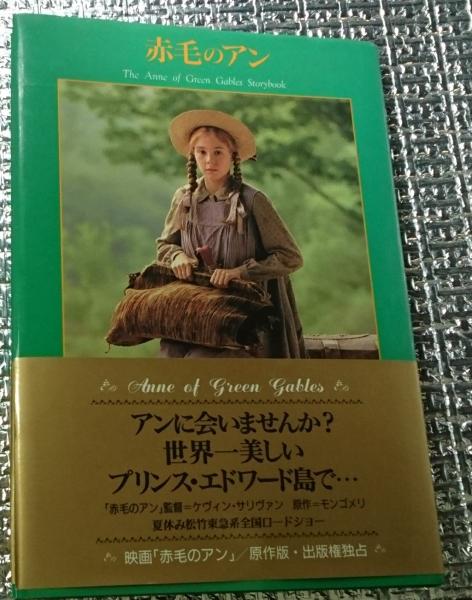 赤毛のアン
The Anne of Green Gables Storybook
Anne of Green Gables
アンに会いませんか?
世界一美しい
プリンス・エドワード島で…
「赤毛のアン」監督=ケヴィン・サリヴァン 原作=モンゴメリ
夏休み松竹東急系全国ロードショー
映画「赤毛のアン」/原作版・出版権独占